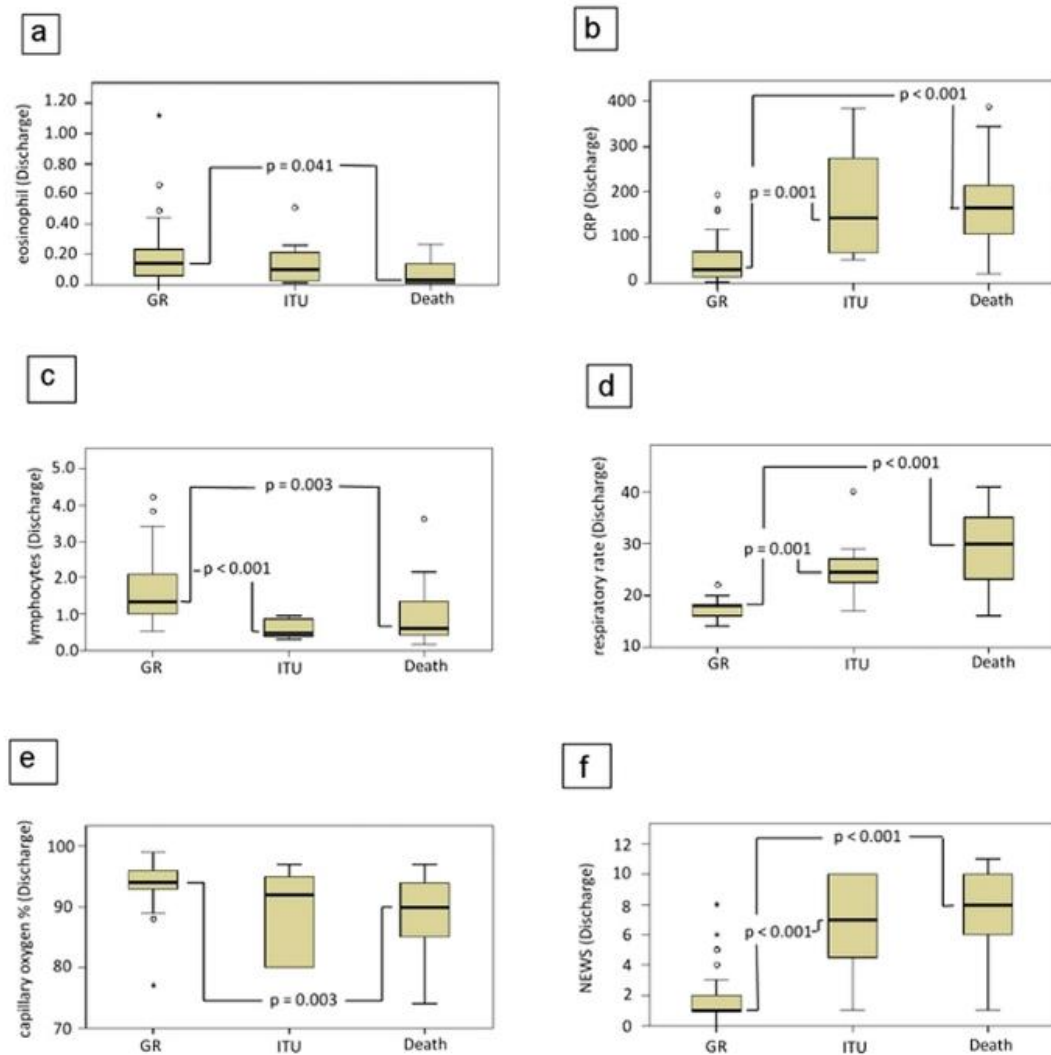 a
eosinophil (Discharge)
1.20
1.00
0.80
0.60
0.40
0.20
0.0
p = 0.041
GR ITU Death
b
CRP (Discharge)
400
300
200
100
0
p < 0.001
p = 0.001
GR ITU Death
c
lymphocytes (Discharge)
5.0
4.0
3.0
2.0
1.0
0.0
p = 0.003
p < 0.001
GR ITU Death
d
respiratory rate (Discharge)
40
30
20
10
p < 0.001
p = 0.001
GR ITU Death
e
capillary oxygen % (Discharge)
100
90
80
70
p = 0.003
GR ITU Death
f
NEWS (Discharge)
12
10
8
6
4
2
0
p < 0.001
p < 0.001
GR ITU Death